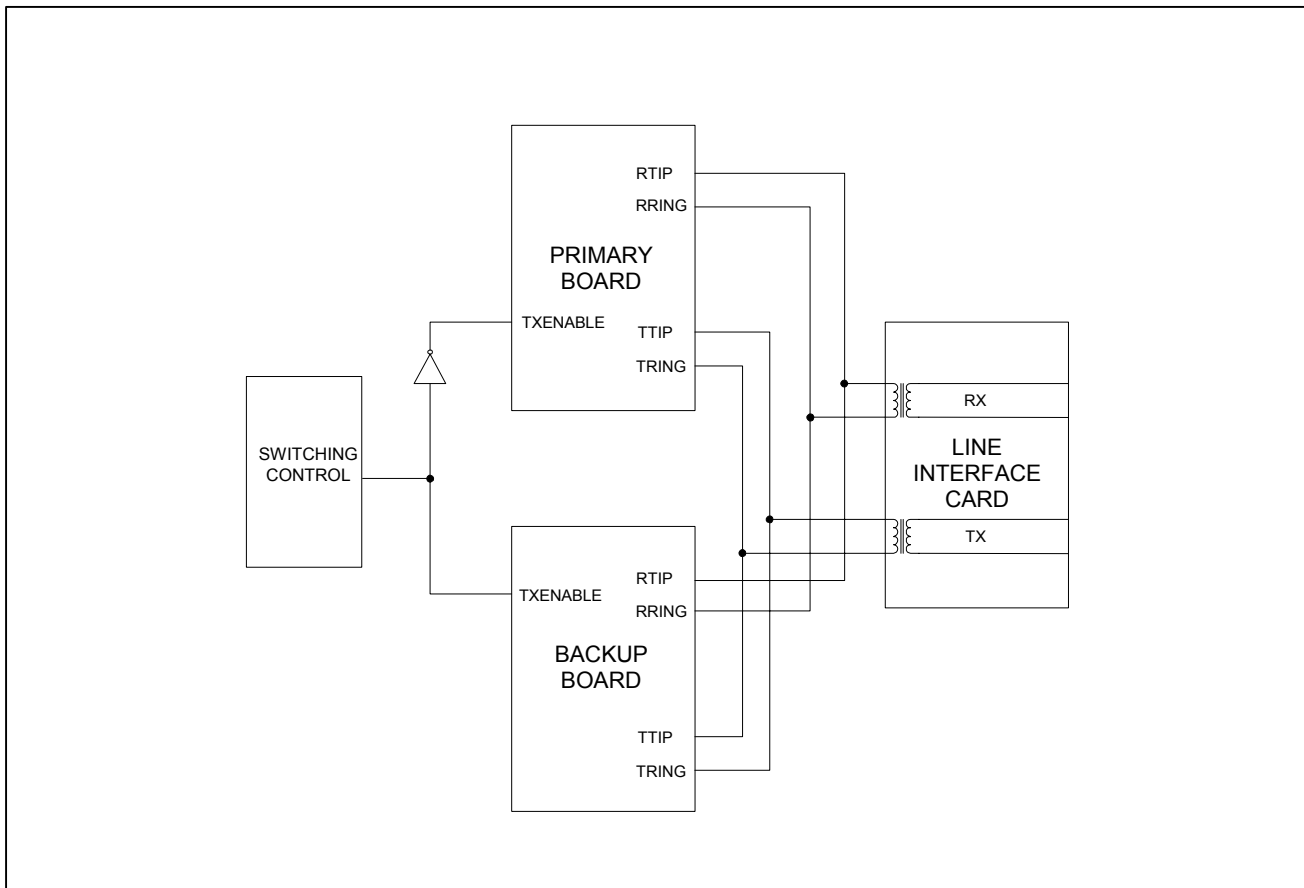 RTIP
RRING
PRIMARY
BOARD
TXENABLE
TTIP
TRING
SWITCHING
CONTROL
RX
LINE
INTERFACE
CARD
TX
RTIP
TXENABLE
RRING
BACKUP
BOARD
TTIP
TRING